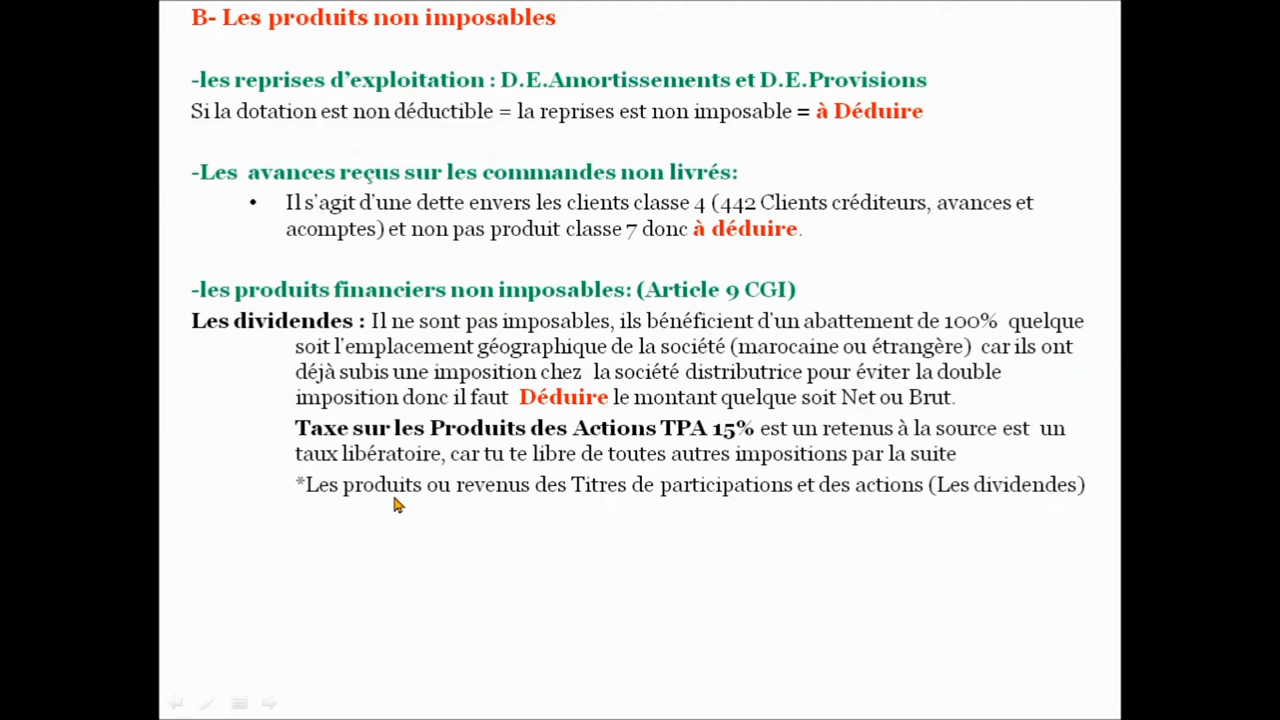 B- Les produits non imposables
-les reprises d'exploitation : D.E.Amortissements et D.E.Provisions
Si la dotation est non déductible = la reprises est non imposable = à Déduire
-Les avances reçus sur les commandes non livrés:
• Il s'agit d'une dette envers les clients classe 4 (442 Clients créditeurs, avances et
acomptes) et non pas produit classe 7 donc à déduire.
-les produits financiers non imposables: (Article 9 CGI)
Les dividendes : Il ne sont pas imposables, ils bénéficient d'un abattement de 100% quelque
soit l'emplacement géographique de la société (marocaine ou étrangère) car ils ont
déjà subis une imposition chez la société distributrice pour éviter la double
imposition donc il faut Déduire le montant quelque soit Net ou Brut.
Taxe sur les Produits des Actions TPA 15% est un retenus à la source est un
taux libératoire, car tu te libre de toutes autres impositions par la suite
*Les produits ou revenus des Titres de participations et des actions (Les dividendes)